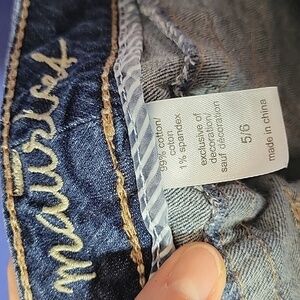 maurices
99% cotton/
coton
1% spandex
exclusive of
decoration/
sauf décoration
5/6
made in china